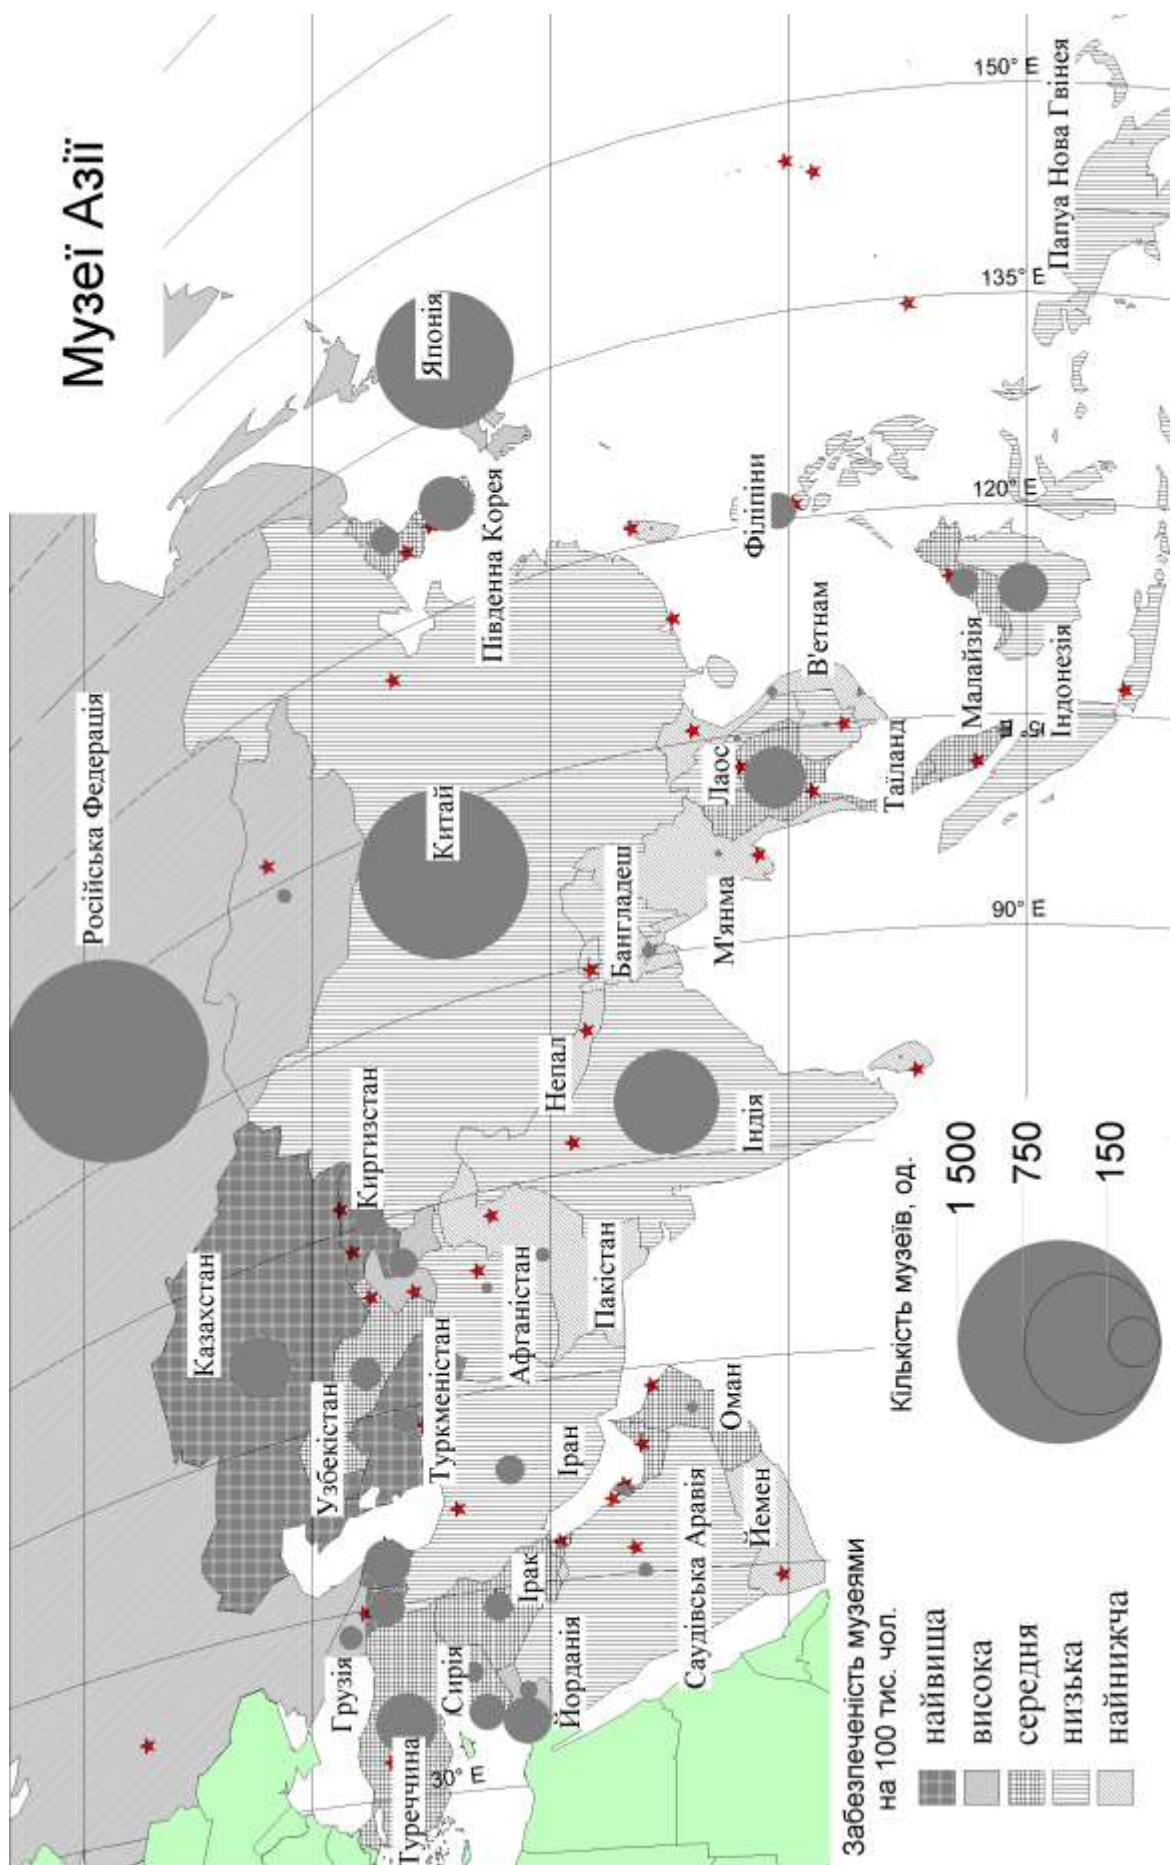 Музеї Азії
Російська Федерація
Казахстан
Китай
Японія
Киргизстан
Узбекістан
Туркменістан
Південна Корея
Грузія
Туреччина
Сирія
Йорданія
Ірак
Іран
Афганістан
Пакістан
Непал
Індія
Бангладеш
М'янма
Лаос
В'етнам
Таїланд
Філіпіни
Малайзія
Індонезія
Папуа Нова Гвінея
Саудівська Аравія
Йемен
Оман
30° E
90° E
120° E
135° E
150° E
Забезпеченість музеями
на 100 тис. чол.
найвища
висока
середня
низька
найнижча
Кількість музеїв, од.
1 500
750
150